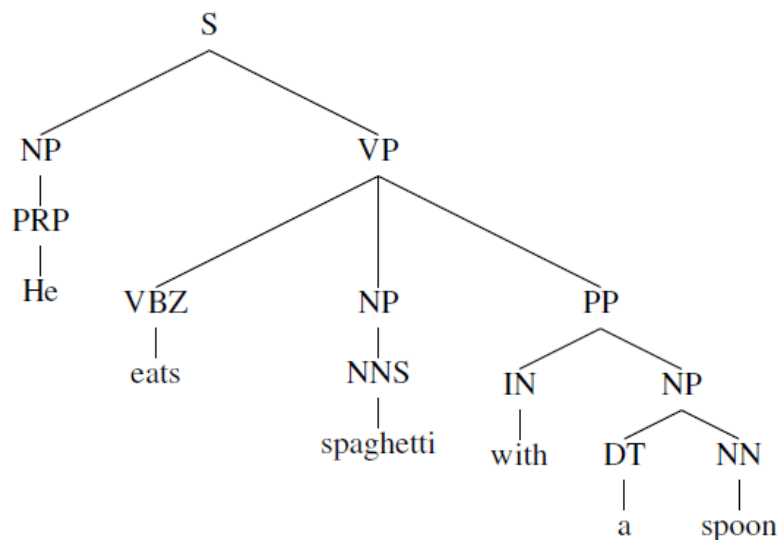 S
NP VP
PRP
He VBZ NP PP
eats NNS IN NP
spaghetti with DT NN
a spoon